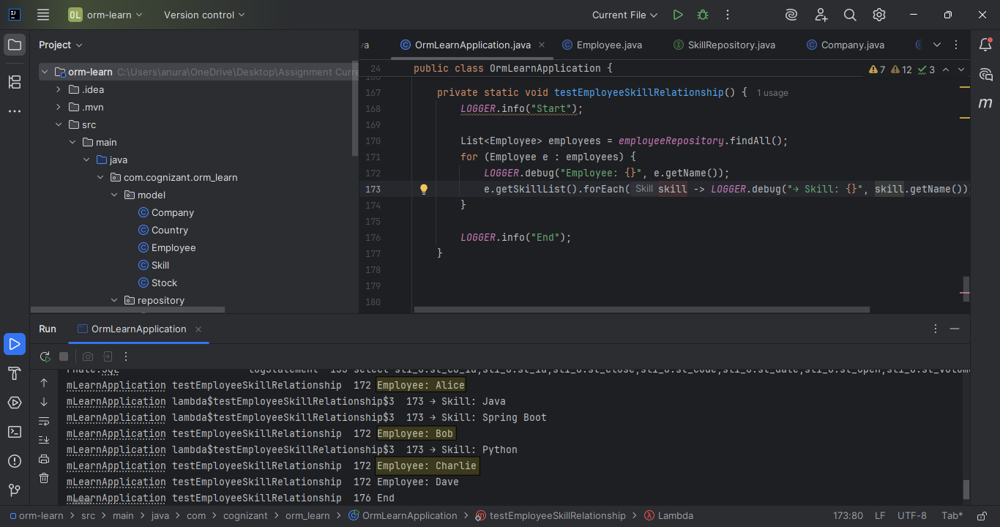 OL orm-learn Version control Current File
Project
orm-learn C:\Users\anura\OneDrive\Desktop\Assignment Curre
.idea
.mvn
src
main
java
com.cognizant.orm_learn
model
Company
Country
Employee
Skill
Stock
repository
va OrmLearnApplication.java Employee.java SkillRepository.java Company.java
24 public class OrmLearnApplication { 7 12 3
167 private static void testEmployeeSkillRelationship() { 1 usage
168 LOGGER.info("Start");
169
170 List<Employee> employees = employeeRepository.findAll();
171 for (Employee e : employees) {
172 LOGGER.debug("Employee: {}", e.getName());
173 e.getSkillList().forEach( Skill skill -> LOGGER.debug("→ Skill: {}", skill.getName())
174 }
175
176 LOGGER.info("End");
177 }
178
179
180
Run OrmLearnApplication
mLearnApplication testEmployeeSkillRelationship 172 Employee: Alice
mLearnApplication lambda$testEmployeeSkillRelationship$3 173 → Skill: Java
mLearnApplication lambda$testEmployeeSkillRelationship$3 173 → Skill: Spring Boot
mLearnApplication testEmployeeSkillRelationship 172 Employee: Bob
mLearnApplication lambda$testEmployeeSkillRelationship$3 173 → Skill: Python
mLearnApplication testEmployeeSkillRelationship 172 Employee: Charlie
mLearnApplication testEmployeeSkillRelationship 172 Employee: Dave
mLearnApplication testEmployeeSkillRelationship 176 End
orm-learn > src > main > java > com > cognizant > orm_learn > OrmLearnApplication > testEmployeeSkillRelationship > Lambda 173:80 LF UTF-8 Tab*